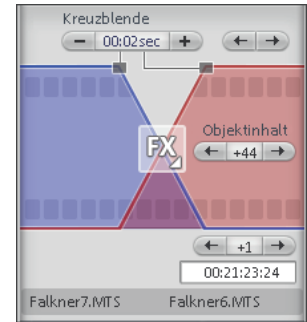 Kreuzblende
00:02sec
FX
Objektinhalt
+44
+1
00:21:23:24
Falkner7.MTS Falkner6.MTS